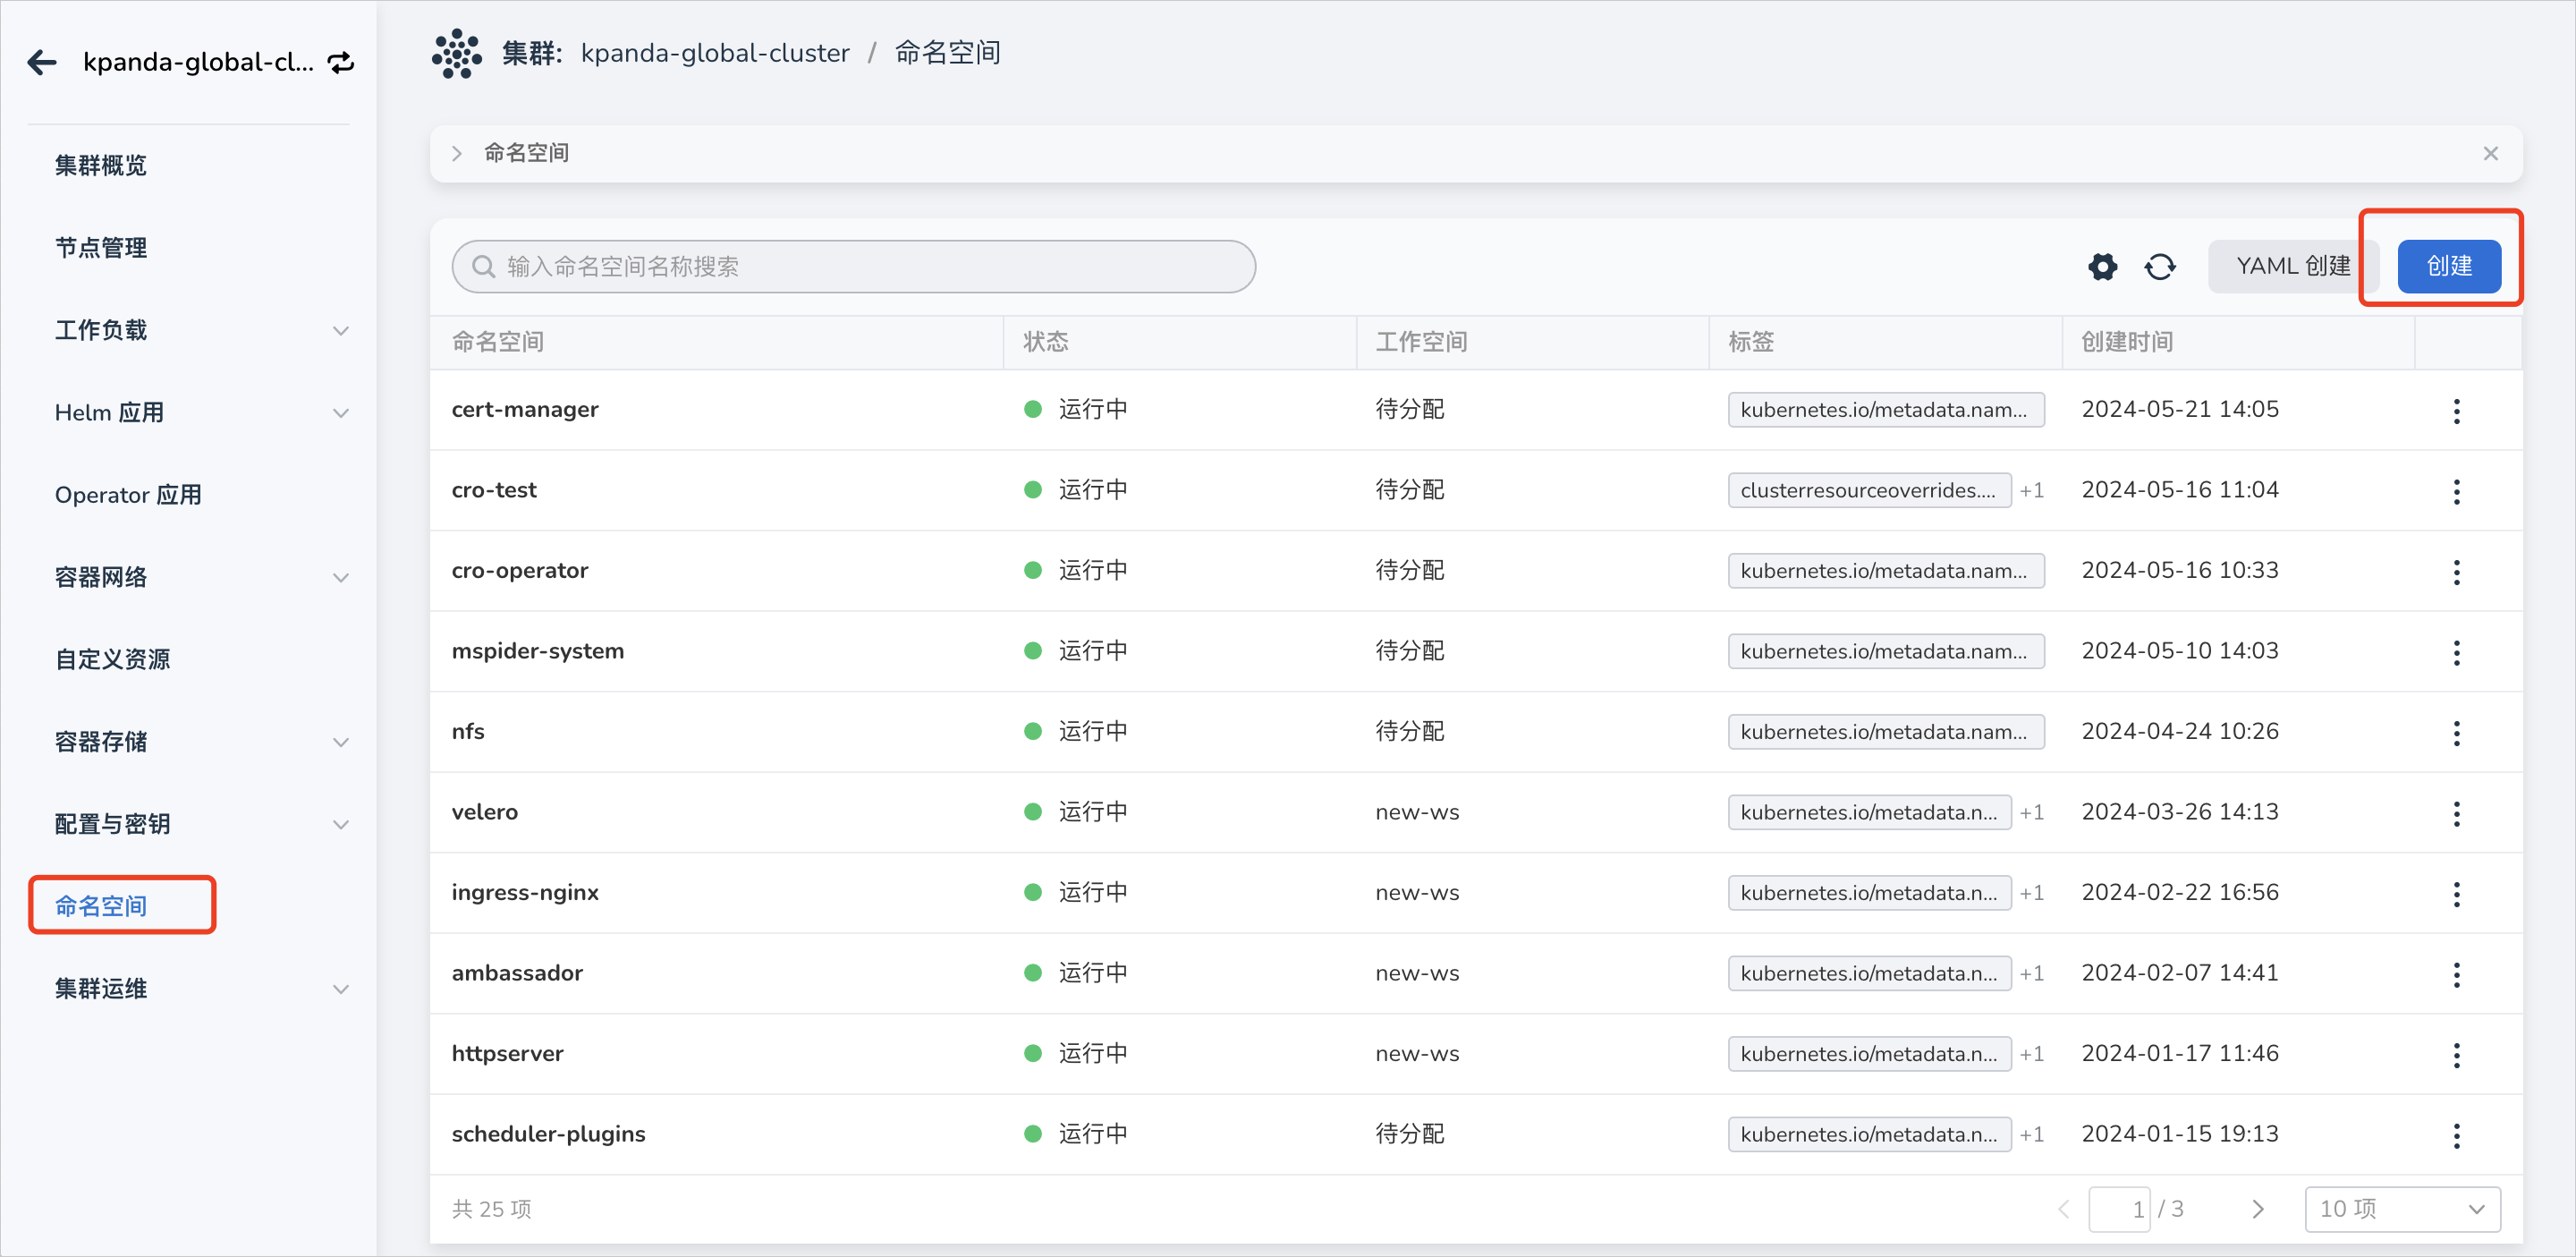 kpanda-global-cl...
集群概览
节点管理
工作负载
Helm 应用
Operator 应用
容器网络
自定义资源
容器存储
配置与密钥
命名空间
集群运维
集群: kpanda-global-cluster / 命名空间
命名空间
输入命名空间名称搜索
YAML 创建 创建
命名空间 状态 工作空间 标签 创建时间
cert-manager 运行中 待分配 kubernetes.io/metadata.nam... 2024-05-21 14:05
cro-test 运行中 待分配 clusterresourceoverrides.... +1 2024-05-16 11:04
cro-operator 运行中 待分配 kubernetes.io/metadata.nam... 2024-05-16 10:33
mspider-system 运行中 待分配 kubernetes.io/metadata.nam... 2024-05-10 14:03
nfs 运行中 待分配 kubernetes.io/metadata.nam... 2024-04-24 10:26
velero 运行中 new-ws kubernetes.io/metadata.n... +1 2024-03-26 14:13
ingress-nginx 运行中 new-ws kubernetes.io/metadata.n... +1 2024-02-22 16:56
ambassador 运行中 new-ws kubernetes.io/metadata.n... +1 2024-02-07 14:41
httpserver 运行中 new-ws kubernetes.io/metadata.n... +1 2024-01-17 11:46
scheduler-plugins 运行中 待分配 kubernetes.io/metadata.n... +1 2024-01-15 19:13
共 25 项 1 / 3 10 项